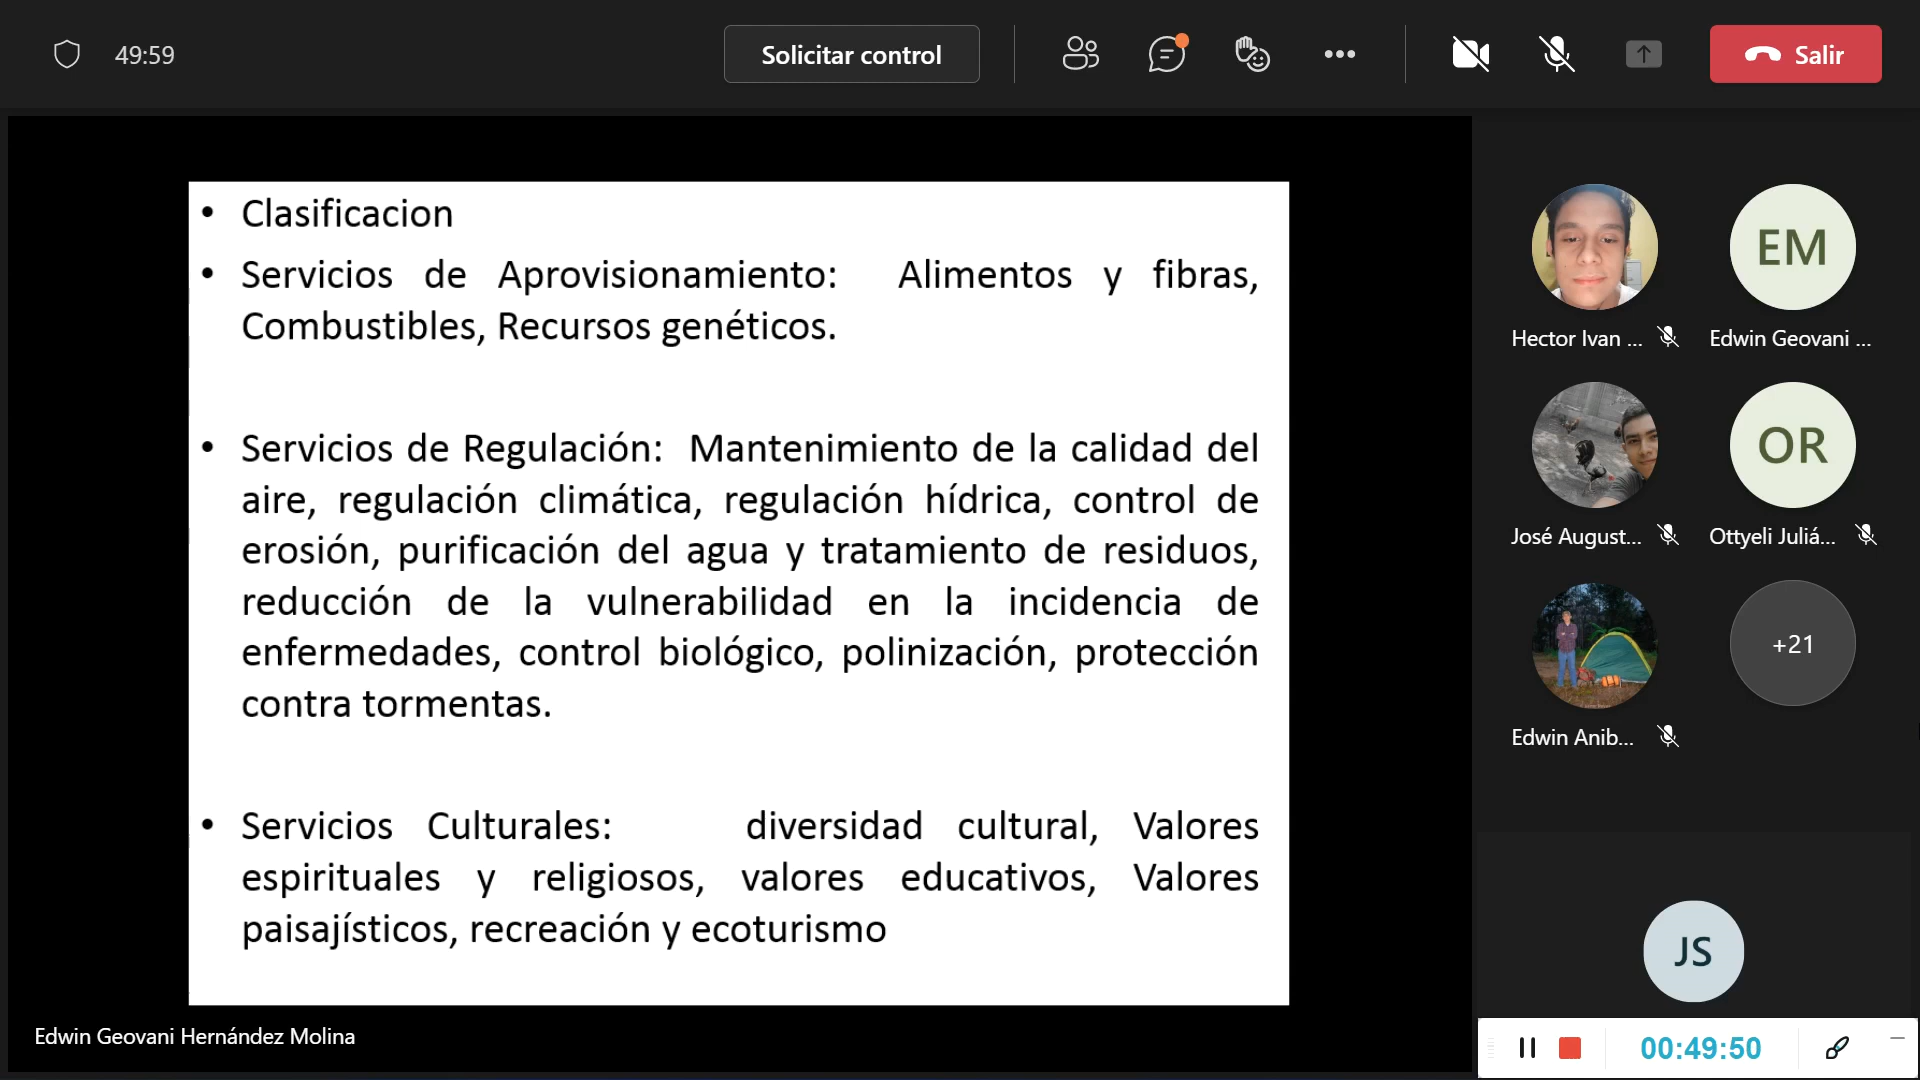 49:59
Solicitar control
Salir
• Clasificacion
• Servicios de Aprovisionamiento: Alimentos y fibras,
Combustibles, Recursos genéticos.
• Servicios de Regulación: Mantenimiento de la calidad del
aire, regulación climática, regulación hídrica, control de
erosión, purificación del agua y tratamiento de residuos,
reducción de la vulnerabilidad en la incidencia de
enfermedades, control biológico, polinización, protección
contra tormentas.
• Servicios Culturales: diversidad cultural, Valores
espirituales y religiosos, valores educativos, Valores
paisajísticos, recreación y ecoturismo
Edwin Geovani Hernández Molina
EM
Hector Ivan ...
Edwin Geovani ...
OR
José August...
Ottyeli Juliá...
+21
Edwin Anib...
JS
00:49:50